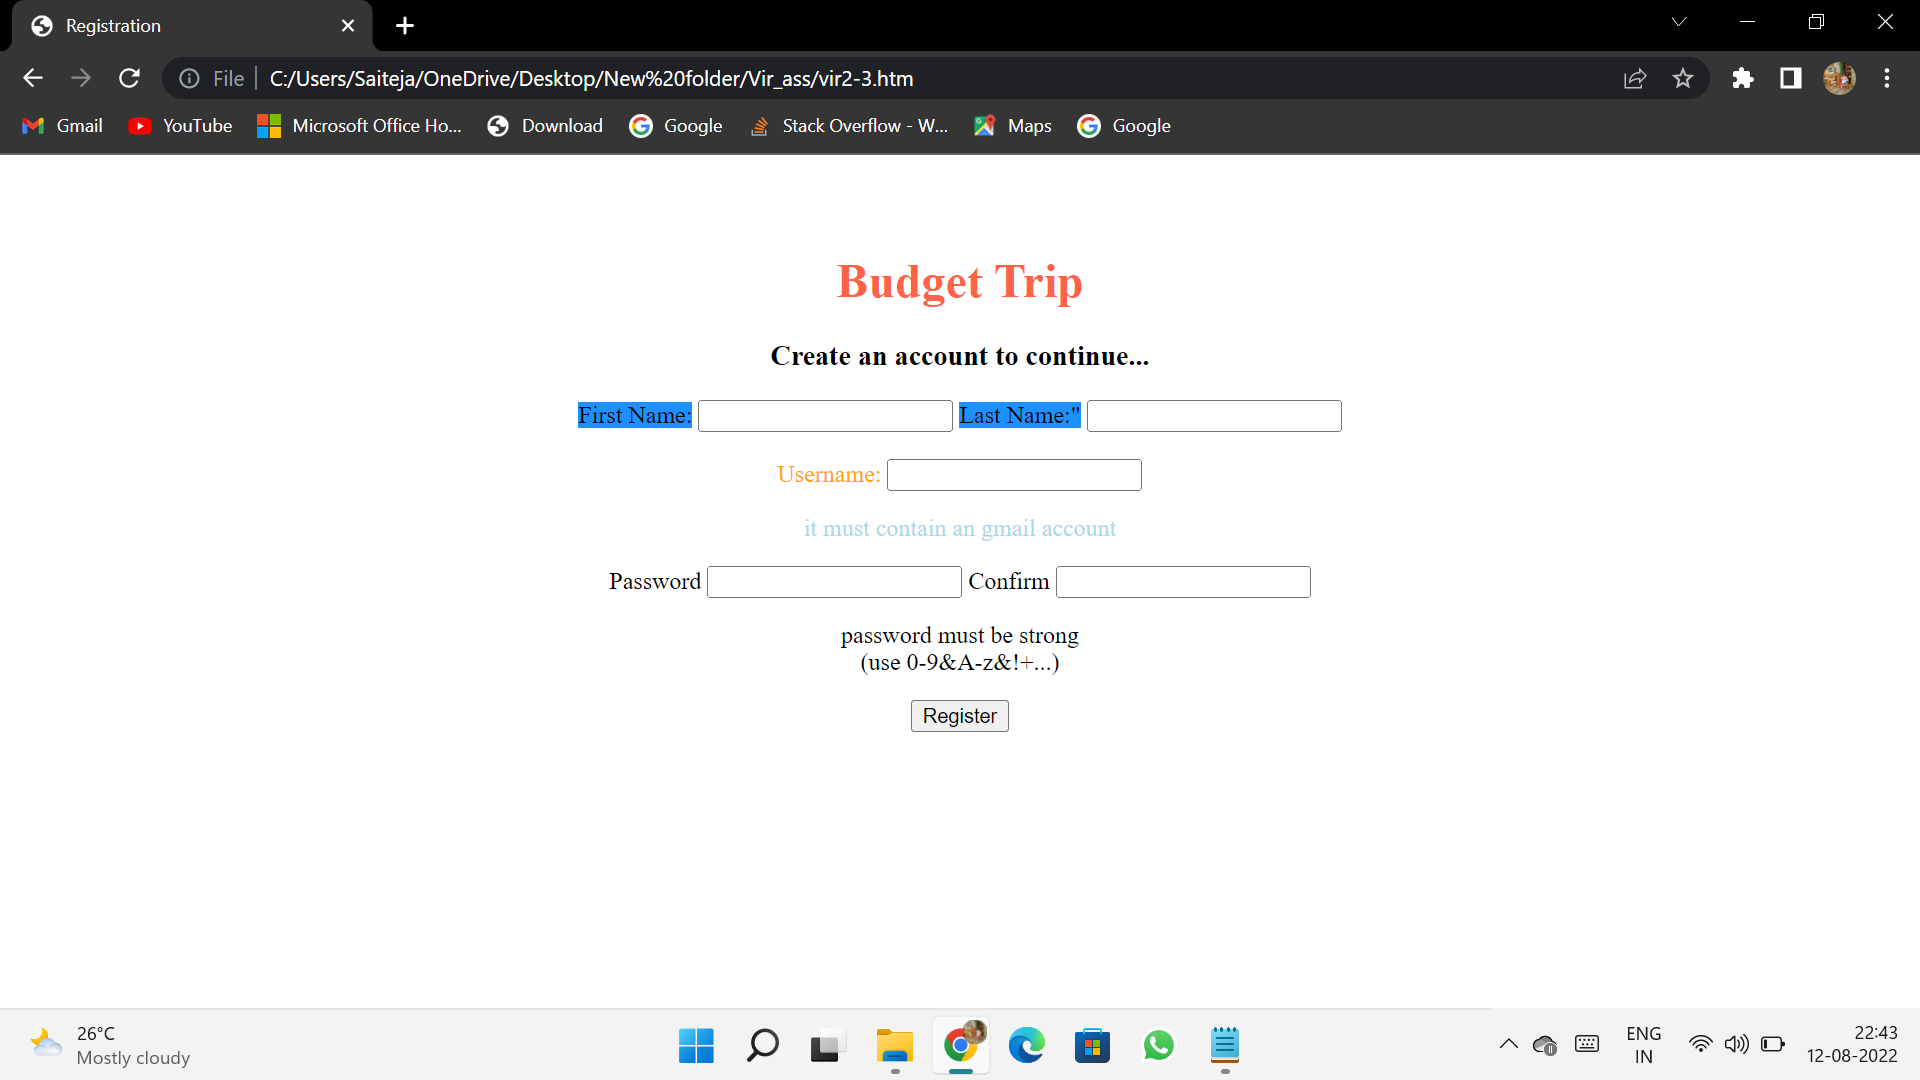 Registration
File C:/Users/Saiteja/OneDrive/Desktop/New%20folder/Vir_ass/vir2-3.htm
Gmail YouTube Microsoft Office Ho... Download Google Stack Overflow - W... Maps Google
Budget Trip
Create an account to continue...
First Name: Last Name:"
Username:
it must contain an gmail account
Password Confirm
password must be strong
(use 0-9&A-z&!+...)
Register
26°C
Mostly cloudy
ENG
IN
22:43
12-08-2022